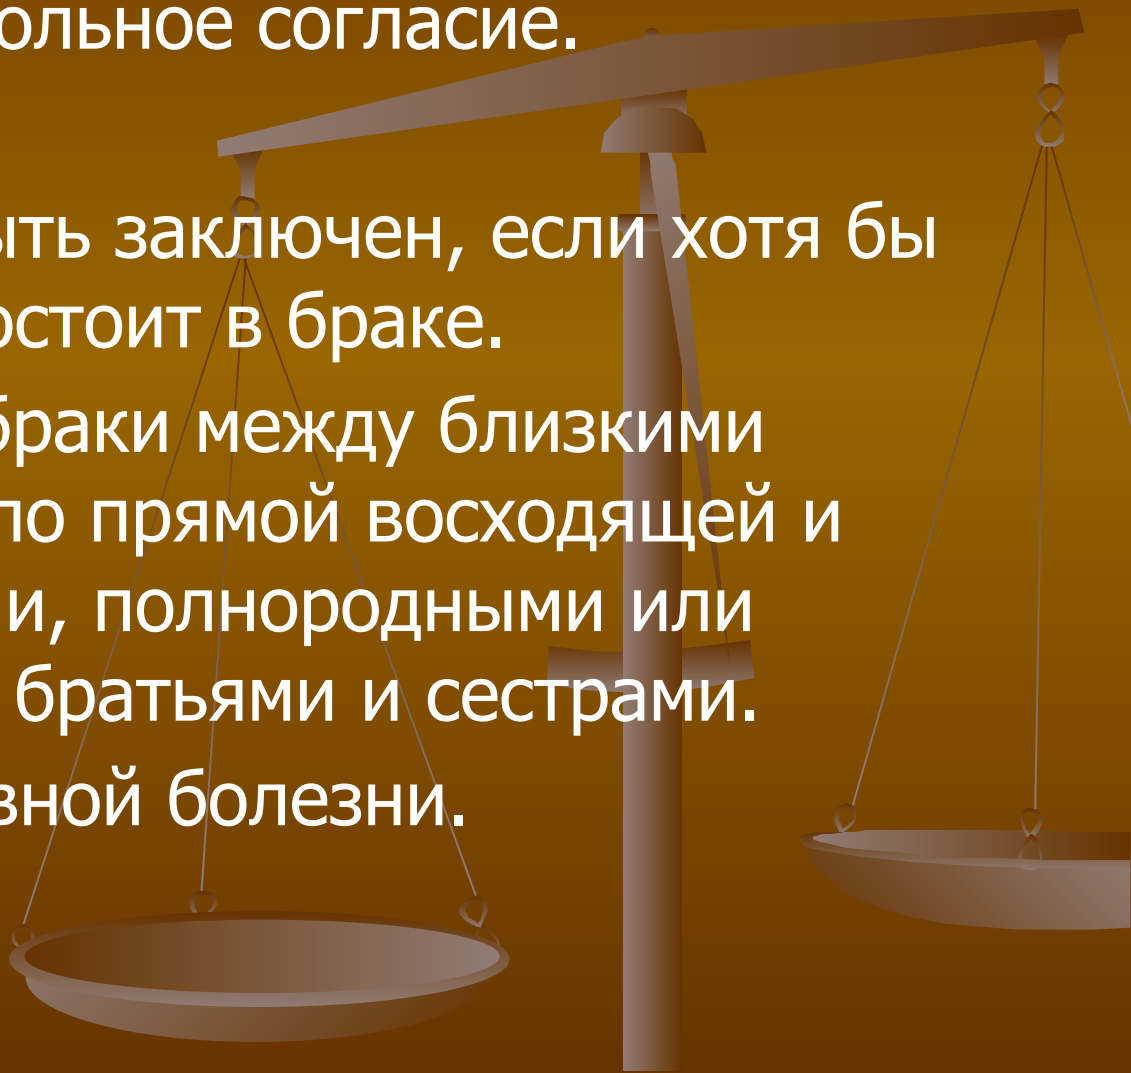 ольное согласие.
ыть заключен, если хотя бы
остоит в браке.
браки между близкими
по прямой восходящей и
и, полнородными или
братьями и сестрами.
вной болезни.